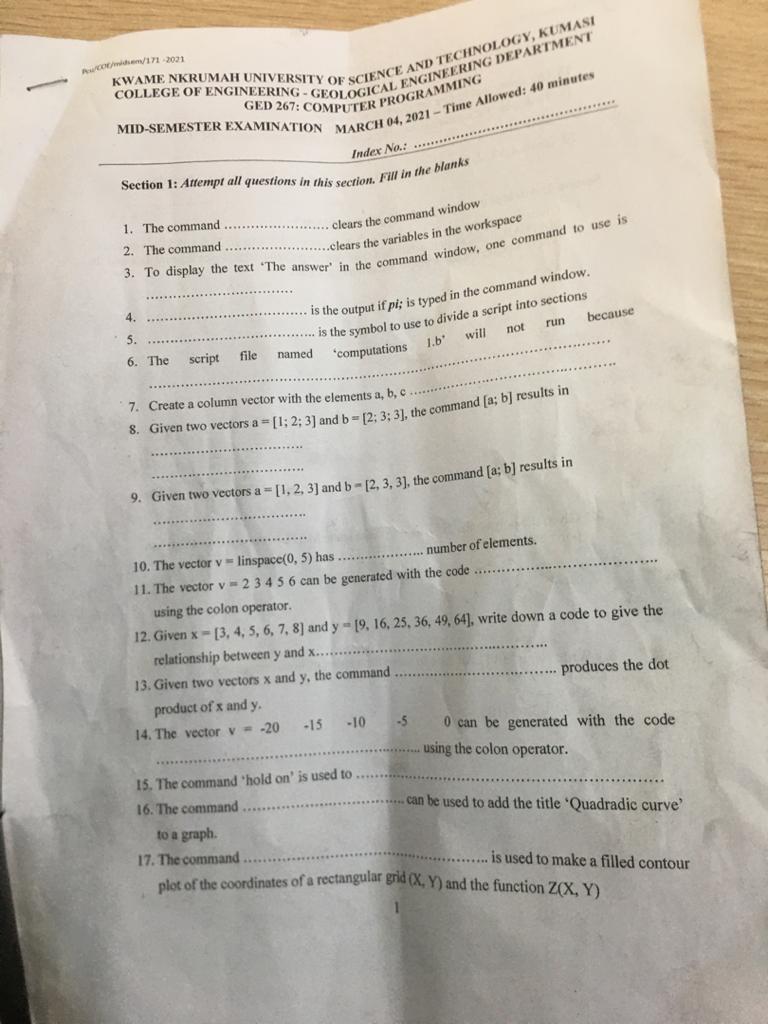 Pcu/COE/midsem/171 -2021
KWAME NKRUMAH UNIVERSITY OF SCIENCE AND TECHNOLOGY, KUMASI
COLLEGE OF ENGINEERING - GEOLOGICAL ENGINEERING DEPARTMENT
GED 267: COMPUTER PROGRAMMING
MID-SEMESTER EXAMINATION MARCH 04, 2021 – Time Allowed: 40 minutes
Index No.: ................................................
Section 1: Attempt all questions in this section. Fill in the blanks
1. The command ........................... clears the command window
2. The command ...........................clears the variables in the workspace
3. To display the text 'The answer' in the command window, one command to use is
......................................
4. .......................................... is the output if pi; is typed in the command window.
5. ............................................ is the symbol to use to divide a script into sections
6. The script file named 'computations 1.b' will not run because
................................................................................................
7. Create a column vector with the elements a, b, c ......................................................
8. Given two vectors a = [1; 2; 3] and b = [2; 3; 3], the command [a; b] results in
........................................
........................................
9. Given two vectors a = [1, 2, 3] and b = [2, 3, 3], the command [a; b] results in
........................................
........................................
10. The vector v = linspace(0, 5) has ...................... number of elements.
11. The vector v = 2 3 4 5 6 can be generated with the code ................................................
using the colon operator.
12. Given x = [3, 4, 5, 6, 7, 8] and y = [9, 16, 25, 36, 49, 64], write down a code to give the
relationship between y and x............................................................
13. Given two vectors x and y, the command .......................................... produces the dot
product of x and y.
14. The vector v = -20 -15 -10 -5 0 can be generated with the code
...................................................................... using the colon operator.
15. The command 'hold on' is used to ................................................................................
16. The command .......................................... can be used to add the title 'Quadradic curve'
to a graph.
17. The command ................................................................ is used to make a filled contour
plot of the coordinates of a rectangular grid (X, Y) and the function Z(X, Y)
1